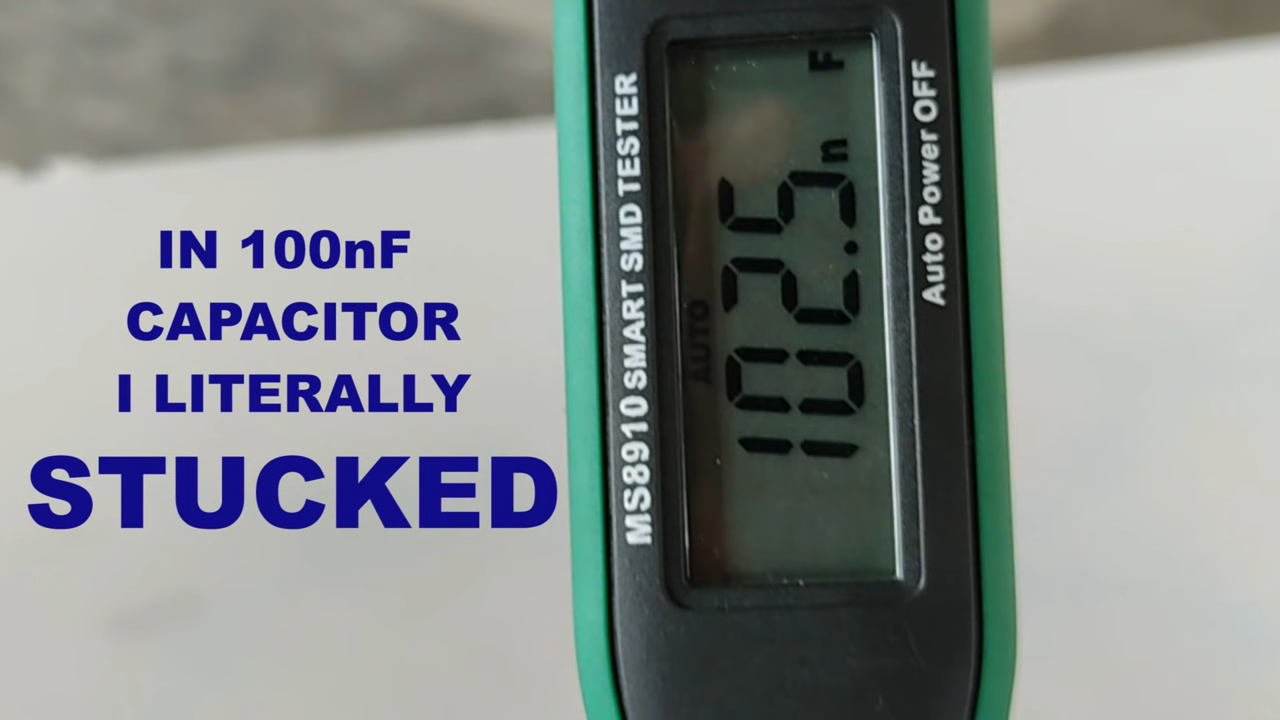 IN 100nF
CAPACITOR
I LITERALLY
STUCKED
MS8910 SMART SMD TESTER
AUTO
102.5 n F
Auto Power OFF